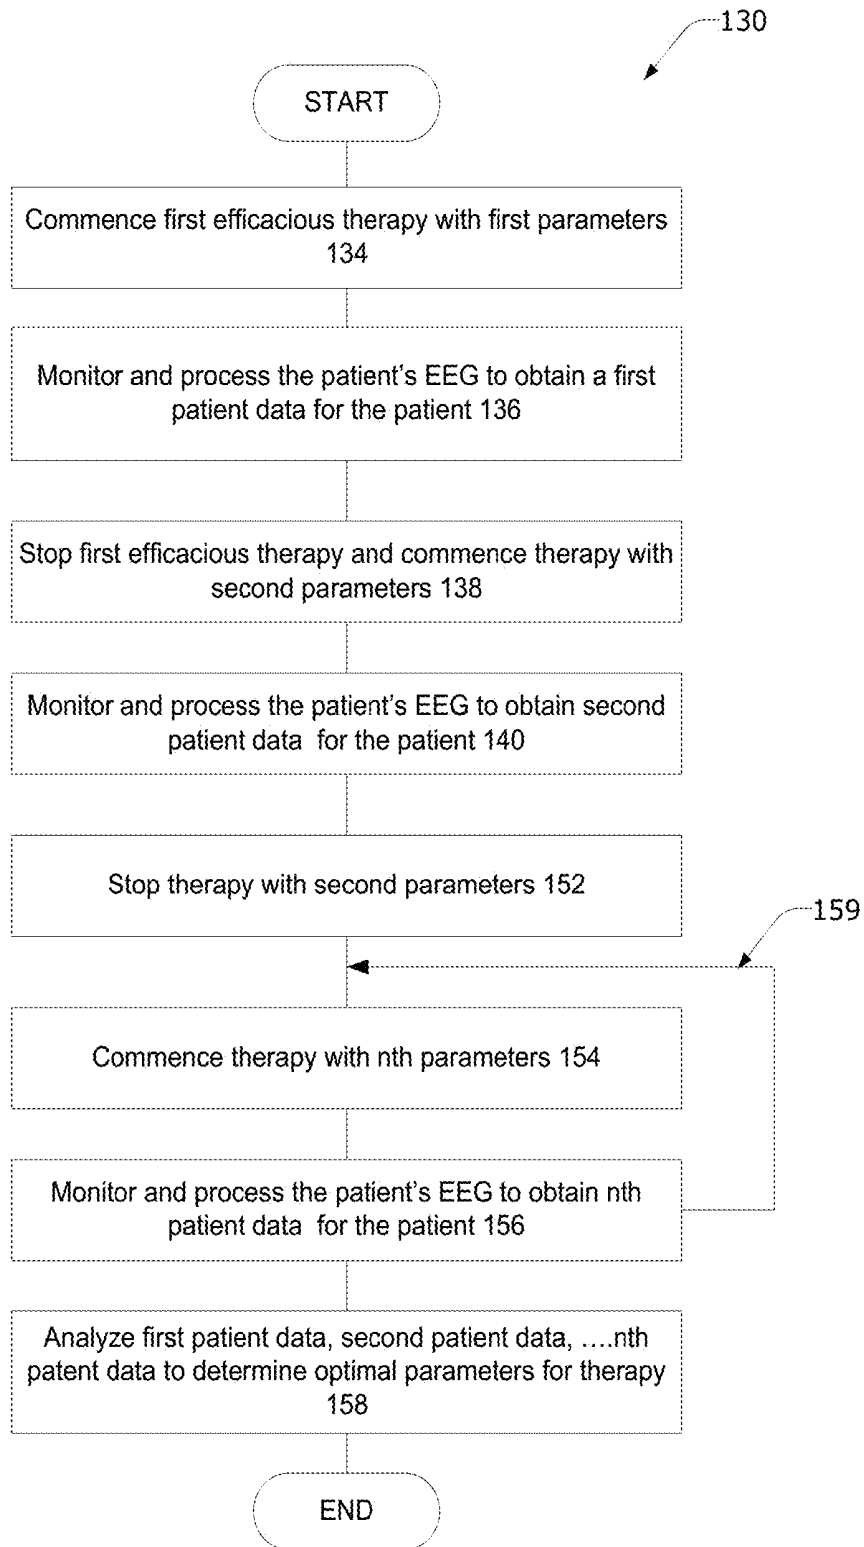 130
START
Commence first efficacious therapy with first parameters
134
Monitor and process the patient's EEG to obtain a first
patient data for the patient 136
Stop first efficacious therapy and commence therapy with
second parameters 138
Monitor and process the patient's EEG to obtain second
patient data for the patient 140
Stop therapy with second parameters 152
159
Commence therapy with nth parameters 154
Monitor and process the patient's EEG to obtain nth
patient data for the patient 156
Analyze first patient data, second patient data, ....nth
patent data to determine optimal parameters for therapy
158
END